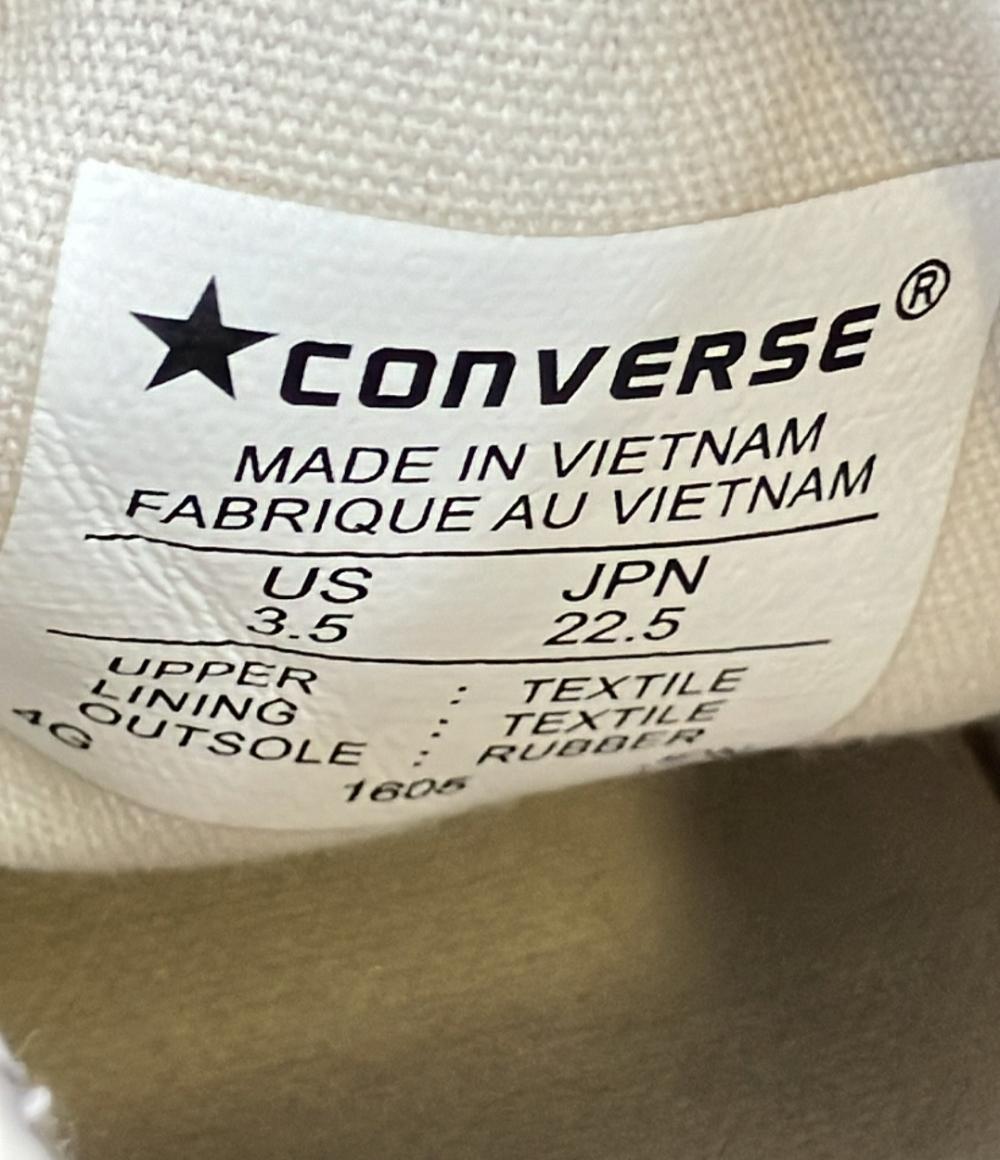 ★CONVERSE®
MADE IN VIETNAM
FABRIQUE AU VIETNAM
US JPN
3.5 22.5
UPPER : TEXTILE
LINING : TEXTILE
OUTSOLE : RUBBER
4G 1605